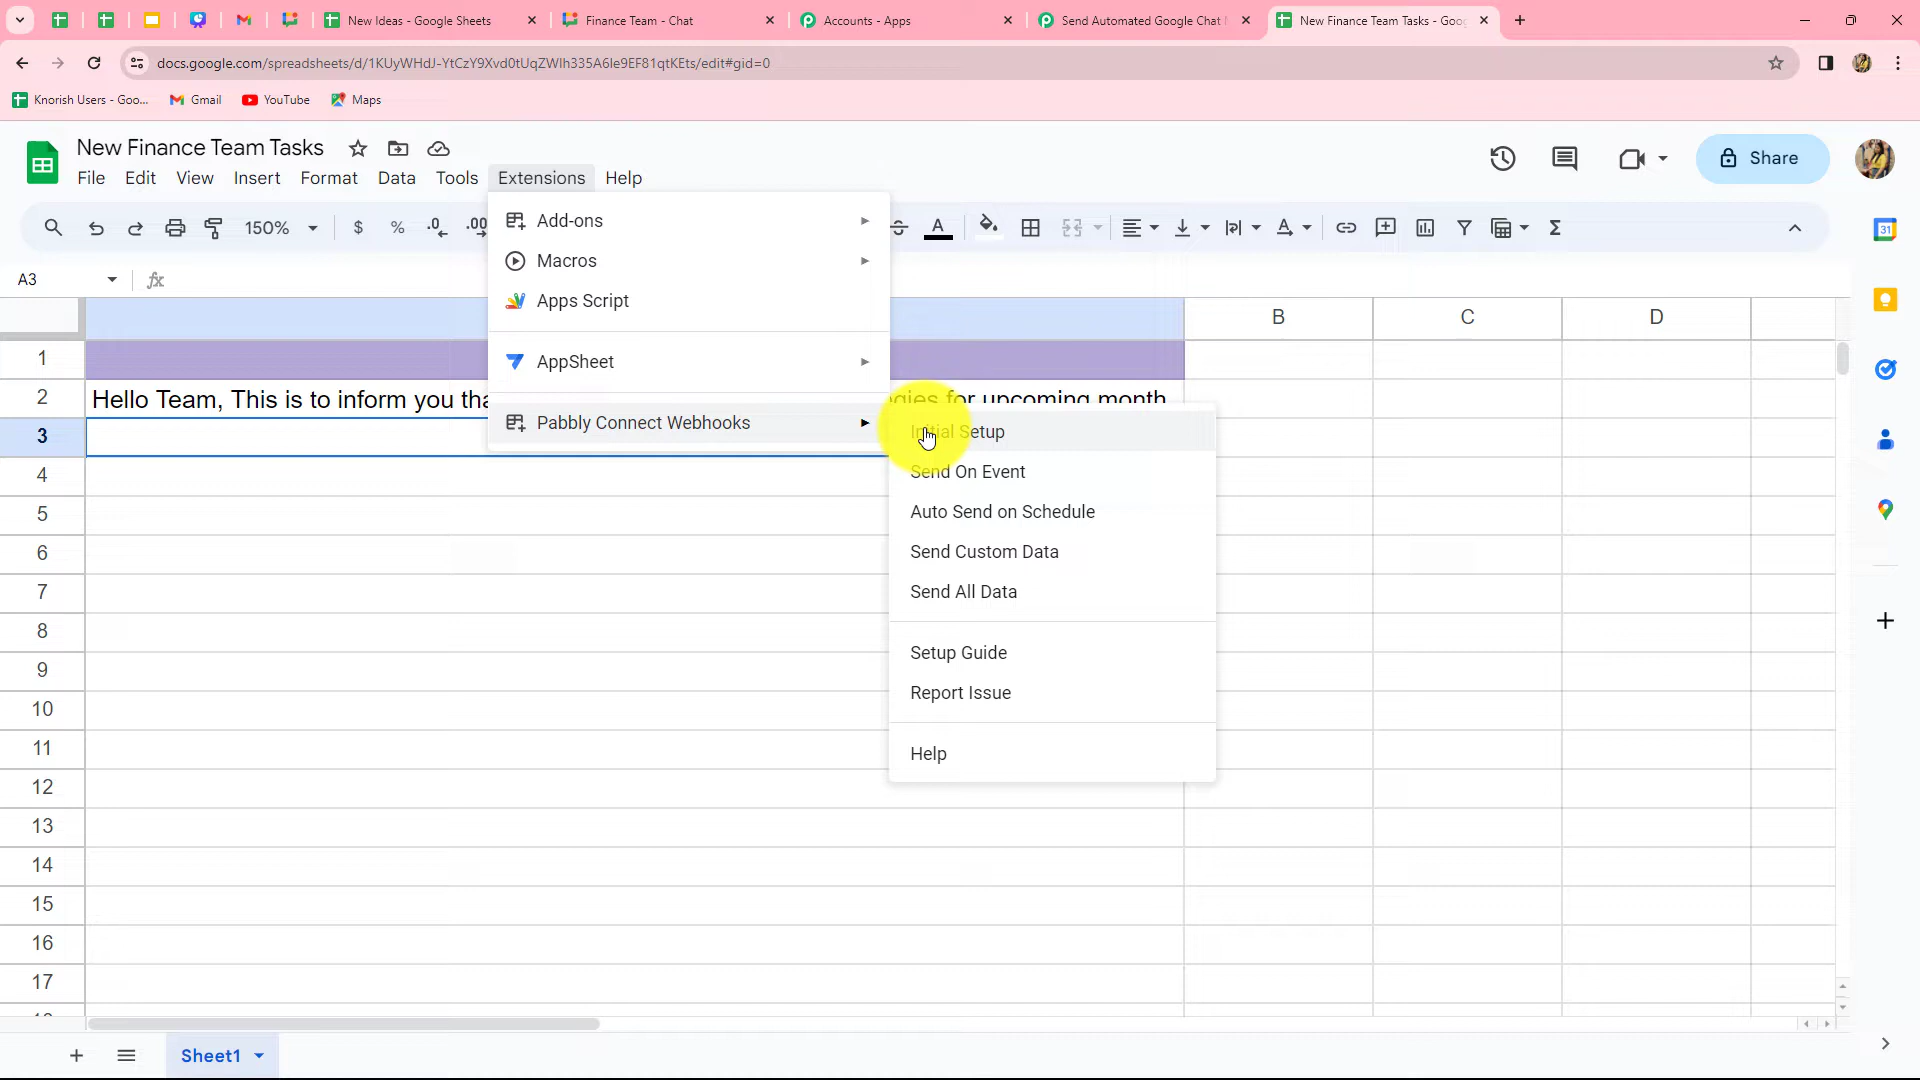 New Ideas - Google Sheets
Finance Team - Chat
Accounts - Apps
Send Automated Google Chat
New Finance Team Tasks - Goo
docs.google.com/spreadsheets/d/1KUyWHdJ-YtCzY9Xvd0tUqZWlh335A6Ie9EF81qtKEts/edit#gid=0
Knorish Users - Goo...
Gmail
YouTube
Maps
New Finance Team Tasks
Share
File Edit View Insert Format Data Tools Extensions Help
150%
$ % .0 .00
A
31
Σ
A3
fx
Add-ons
Macros
Apps Script
AppSheet
Pabbly Connect Webhooks
Initial Setup
Send On Event
Auto Send on Schedule
Send Custom Data
Send All Data
Setup Guide
Report Issue
Help
B C D
1
2 Hello Team, This is to inform you tha gies for upcoming month
3
4
5
6
7
8
9
10
11
12
13
14
15
16
17
Sheet1